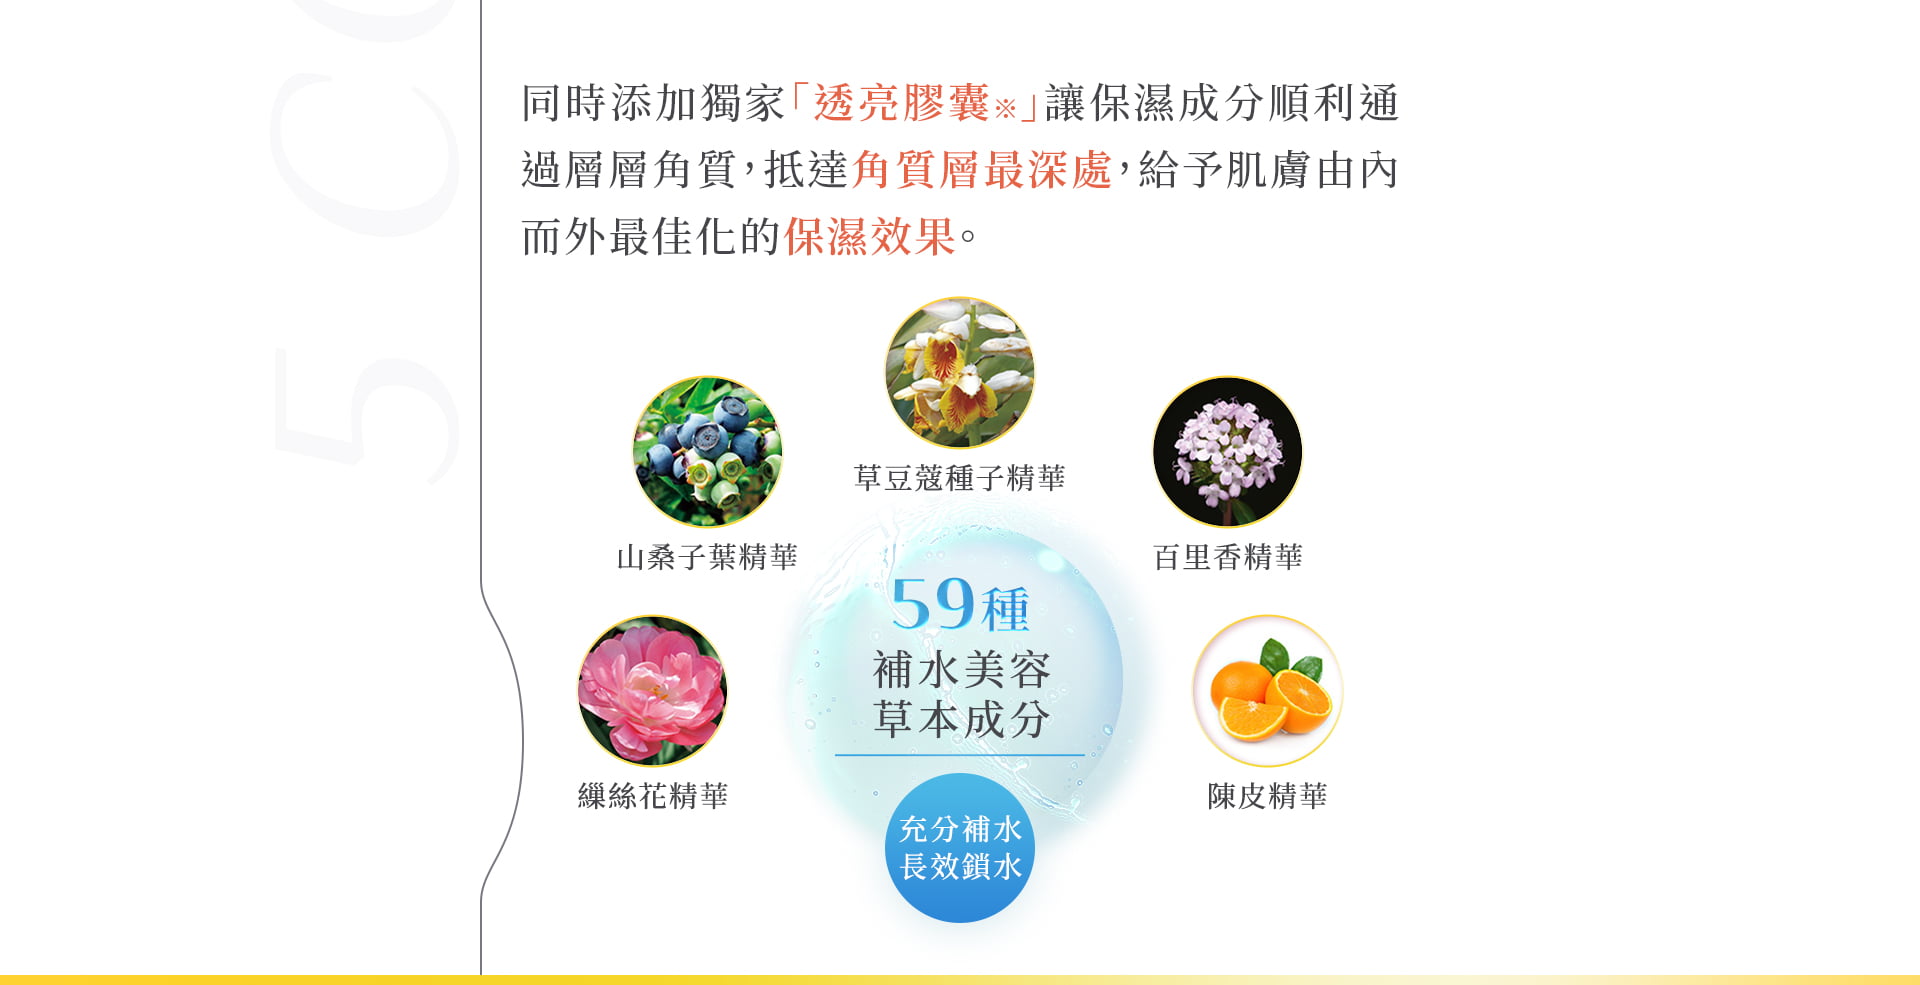 同時添加獨家「透亮膠囊※」讓保濕成分順利通
過層層角質，抵達角質層最深處，給予肌膚由內
而外最佳化的保濕效果。
草豆蔻種子精華
山桑子葉精華
百里香精華
59種
補水美容
草本成分
繅絲花精華
陳皮精華
充分補水
長效鎖水